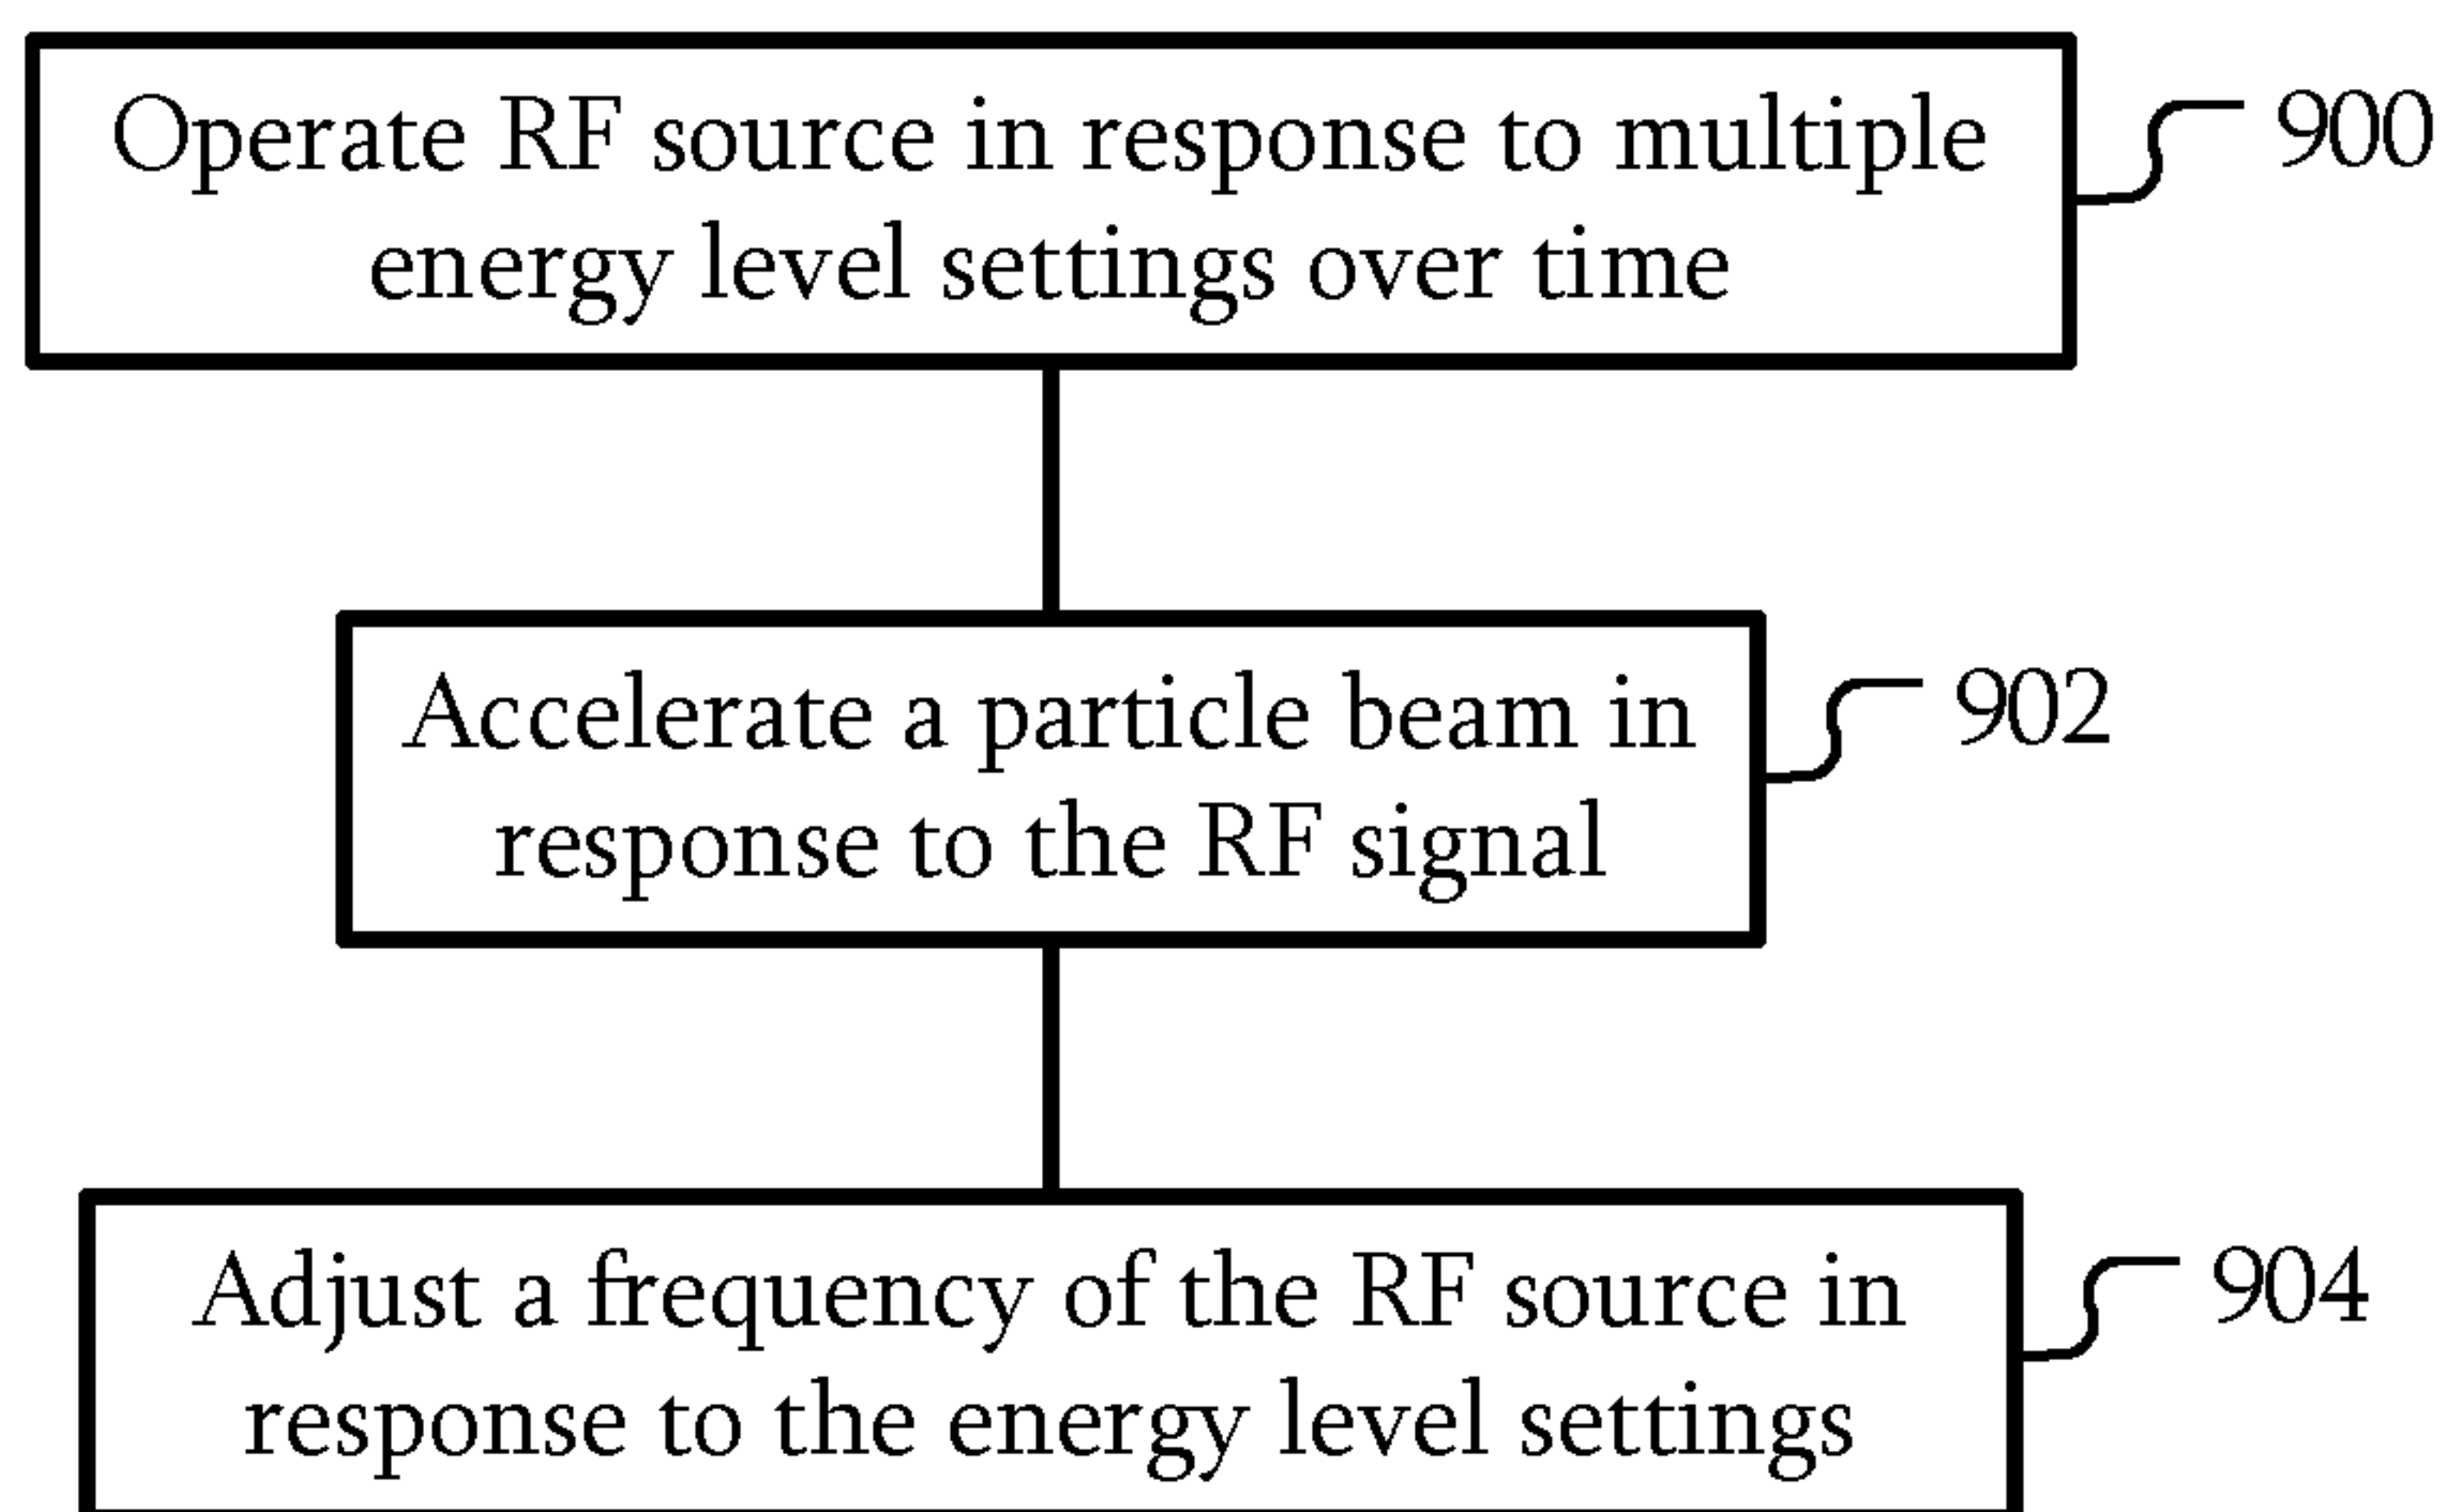 Operate RF source in response to multiple
energy level settings over time
900
Accelerate a particle beam in
response to the RF signal
902
Adjust a frequency of the RF source in
response to the energy level settings
904